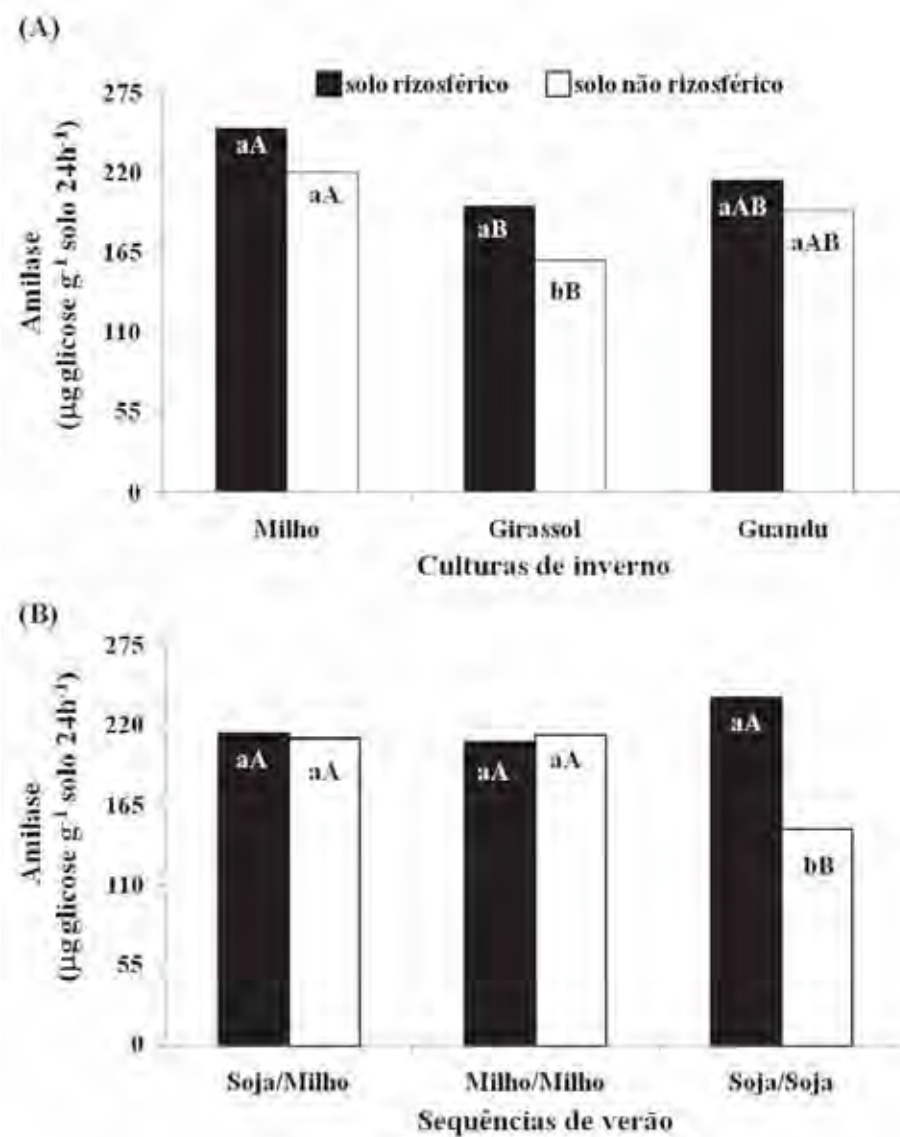 (A)
solo rizosférico solo não rizosférico
275
220
165
110
55
0
Amilase
(µg glicose g⁻¹ solo 24h⁻¹)
aA
aA
aB
bB
aAB
aAB
Milho Girassol Guandu
Culturas de inverno
(B)
275
220
165
110
55
0
Amilase
(µg glicose g⁻¹ solo 24h⁻¹)
aA
aA
aA
aA
aA
bB
Soja/Milho Milho/Milho Soja/Soja
Sequências de verão